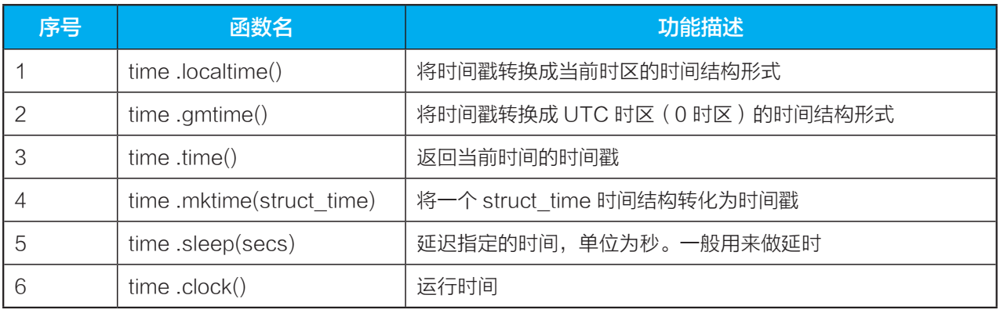 序号 函数名 功能描述
1 time .localtime() 将时间戳转换成当前时区的时间结构形式
2 time .gmtime() 将时间戳转换成 UTC 时区（0 时区）的时间结构形式
3 time .time() 返回当前时间的时间戳
4 time .mktime(struct_time) 将一个 struct_time 时间结构转化为时间戳
5 time .sleep(secs) 延迟指定的时间，单位为秒。一般用来做延时
6 time .clock() 运行时间